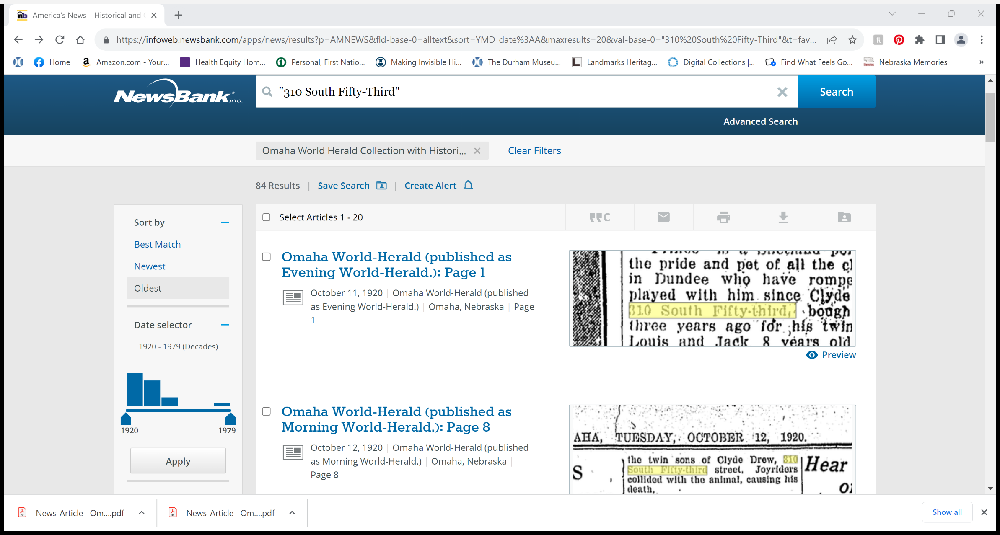 America's News – Historical and
https://infoweb.newsbank.com/apps/news/results?p=AMNEWS&fld-base-0=alltext&sort=YMD_date%3AA&maxresults=20&val-base-0="310%20South%20Fifty-Third"&t=fav...
Home
Amazon.com - Your...
Health Equity Hom...
Personal, First Natio...
Making Invisible Hi...
The Durham Museu...
Landmarks Heritag...
Digital Collections |...
Find What Feels Go...
Nebraska Memories
»
NewsBank inc.
"310 South Fifty-Third"
Search
Advanced Search
Omaha World Herald Collection with Histori...
Clear Filters
84 Results | Save Search | Create Alert
Sort by
Best Match
Newest
Oldest
Date selector
1920 - 1979 (Decades)
1920 1979
Apply
Select Articles 1 - 20
Omaha World-Herald (published as
Evening World-Herald.): Page 1
October 11, 1920 | Omaha World-Herald (published
as Evening World-Herald.) | Omaha, Nebraska | Page
1
the pride and pet of all the
in Dundee who have rompe
played with him since Clyde
310 South Fifty-third, bough
three years ago for his twin
Louis and Jack 8 years old
Preview
Omaha World-Herald (published as
Morning World-Herald.): Page 8
October 12, 1920 | Omaha World-Herald (published
as Morning World-Herald.) | Omaha, Nebraska |
Page 8
AHA, TUESDAY, OCTOBER 12, 1920.
the twin sons of Clyde Drew, 310
South Fifty-third street. Joyriders
collided with the animal, causing his
death.
S
Hear
News_Article__Om....pdf
News_Article__Om....pdf
Show all